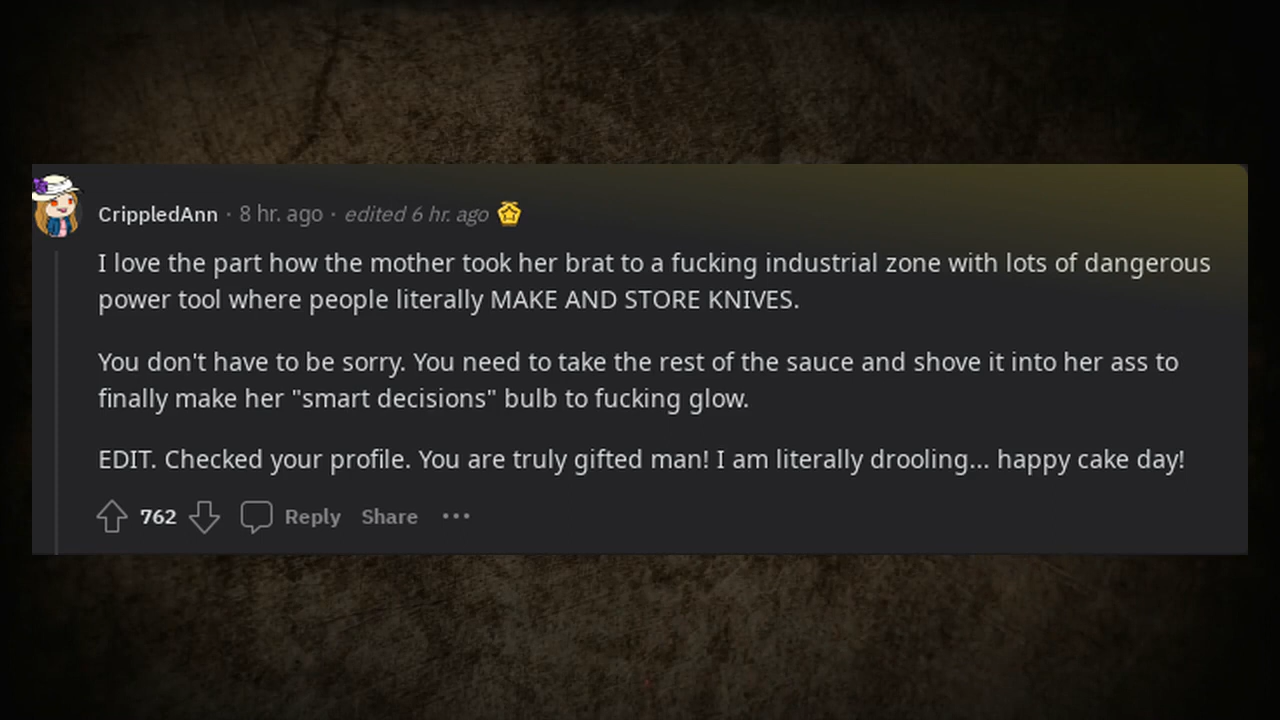 CrippledAnn · 8 hr. ago · edited 6 hr. ago
I love the part how the mother took her brat to a fucking industrial zone with lots of dangerous
power tool where people literally MAKE AND STORE KNIVES.
You don't have to be sorry. You need to take the rest of the sauce and shove it into her ass to
finally make her "smart decisions" bulb to fucking glow.
EDIT. Checked your profile. You are truly gifted man! I am literally drooling... happy cake day!
762 Reply Share ···